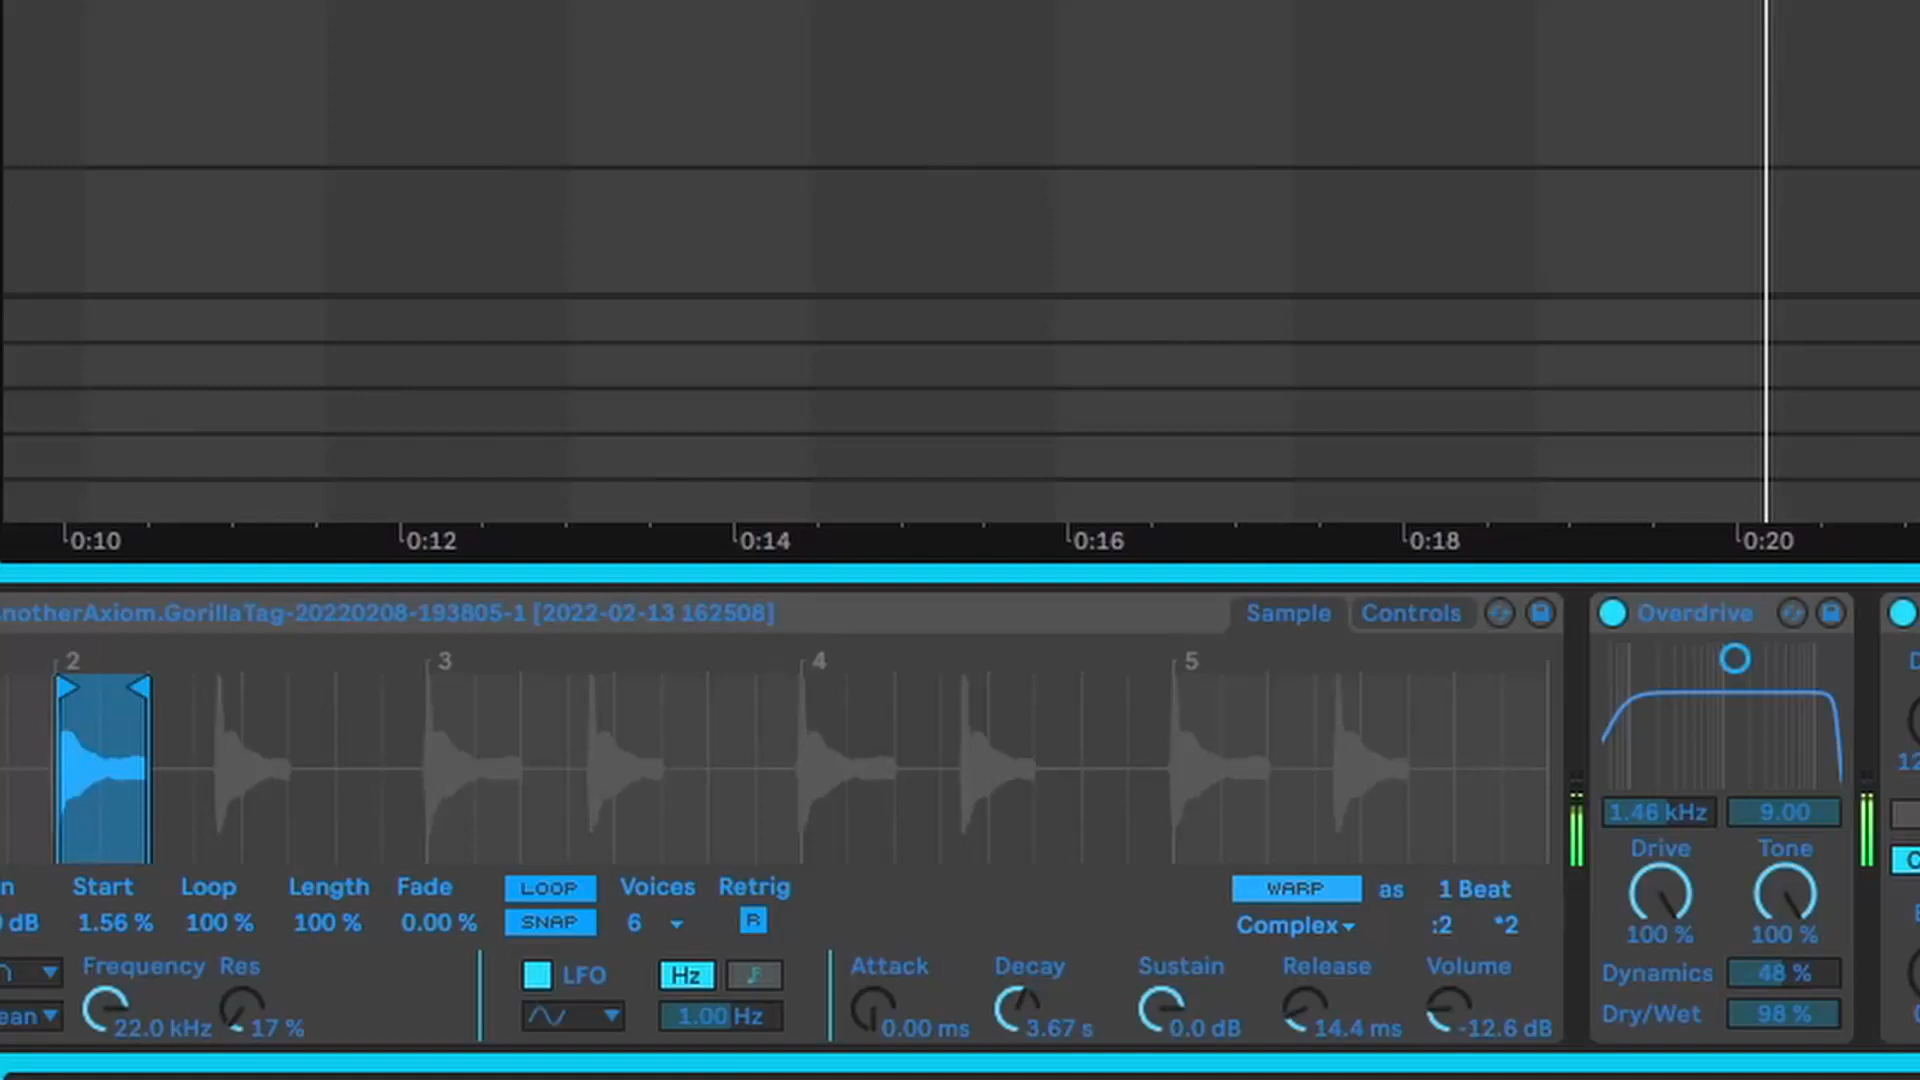 0:10 0:12 0:14 0:16 0:18 0:20
notherAxiom.GorillaTag-20220208-193805-1 [2022-02-13 162508] Sample Controls Overdrive
2 3 4 5
1.46 kHz 9.00
Drive Tone
Start Loop Length Fade LOOP Voices Retrig WARP as 1 Beat
1.56 % 100 % 100 % 0.00 % SNAP 6 R Complex :2 *2
dB
100 % 100 %
Frequency Res LFO Hz Attack Decay Sustain Release Volume Dynamics 48 %
22.0 kHz 17 % 1.00 Hz 0.00 ms 3.67 s 0.0 dB 14.4 ms -12.6 dB Dry/Wet 98 %